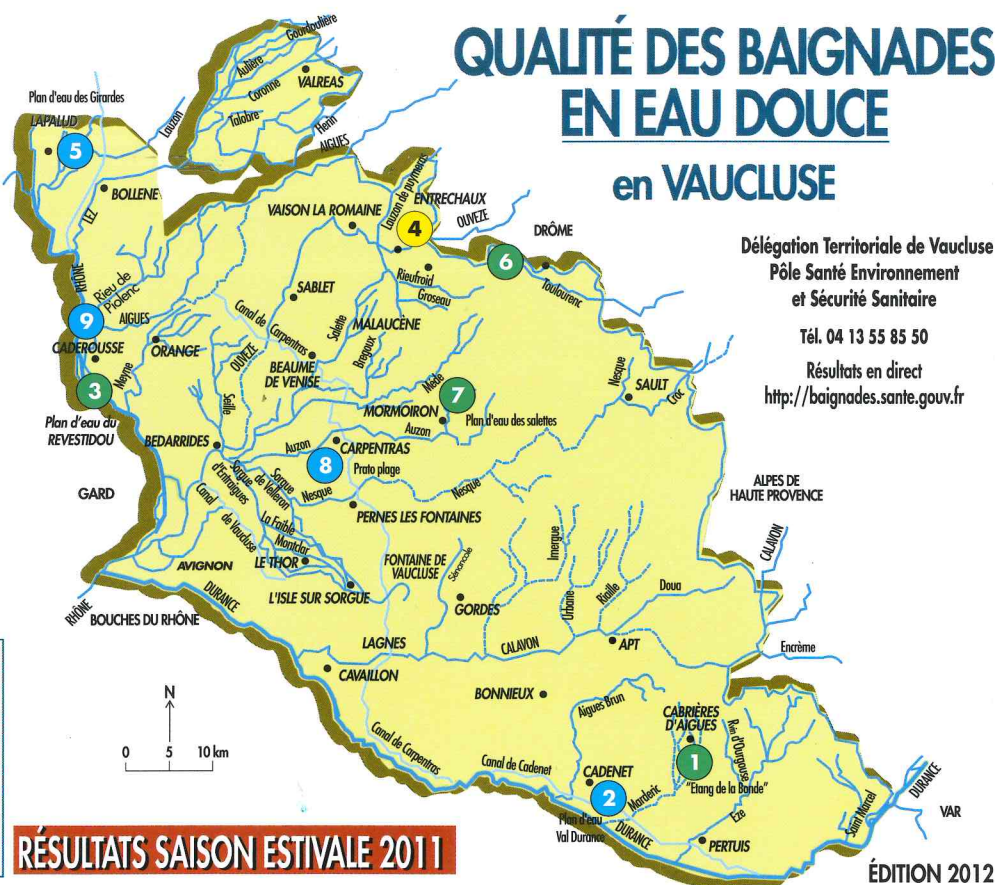 QUALITÉ DES BAIGNADES
EN EAU DOUCE
en VAUCLUSE
Délégation Territoriale de Vaucluse
Pôle Santé Environnement
et Sécurité Sanitaire
Tél. 04 13 55 85 50
Résultats en direct
http://baignades.sante.gouv.fr
Gourdoulière
Aulière
Coronne
VALREAS
Talobre
Herin
AIGUES
Plan d'eau des Girardes
LAPALUD
5
Lauzon
BOLLENE
LEZ
RHÔNE
Lauzon de puymeras
ENTRECHAUX
VAISON LA ROMAINE
4
OUVEZE
DRÔME
6
Toulourenc
Rieufroid
Groseau
SABLET
Rieu de
Piolenc
9
AIGUES
CADEROUSSE
ORANGE
Neyne
OUVEZE
Canal de
Carpentras
Salette
MALAUCÈNE
Bregoux
BEAUME
DE VENISE
Seille
3
Plan d'eau du
REVESTIDOU
Mède
7
MORMOIRON
Plan d'eau des salettes
Auzon
Nesque
SAULT
Croc
BEDARRIDES
Auzon
CARPENTRAS
8
Prato plage
Sorgue
d'Entraigues
Sorgue
de Velleron
Nesque
Nesque
PERNES LES FONTAINES
GARD
Canal
de Vaucluse
La Faible
Montclar
LE THOR
AVIGNON
L'ISLE SUR SORGUE
FONTAINE DE
VAUCLUSE
Sénancole
GORDES
Imergue
Urbane
Riaille
Doua
ALPES DE
HAUTE PROVENCE
CALAVON
RHÔNE
BOUCHES DU RHÔNE
DURANCE
LAGNES
CALAVON
APT
Encrème
CAVAILLON
BONNIEUX
Aigues Brun
CABRIÈRES
D'AIGUES
Rén d'Ourgouse
1
"Etang de la Bonde"
N
0 5 10 km
Canal de Carpentras
Canal de Cadenet
CADENET
2
Marderic
Plan d'eau
Val Durance
DURANCE
Eze
PERTUIS
Saint Marcel
DURANCE
VAR
RÉSULTATS SAISON ESTIVALE 2011
ÉDITION 2012